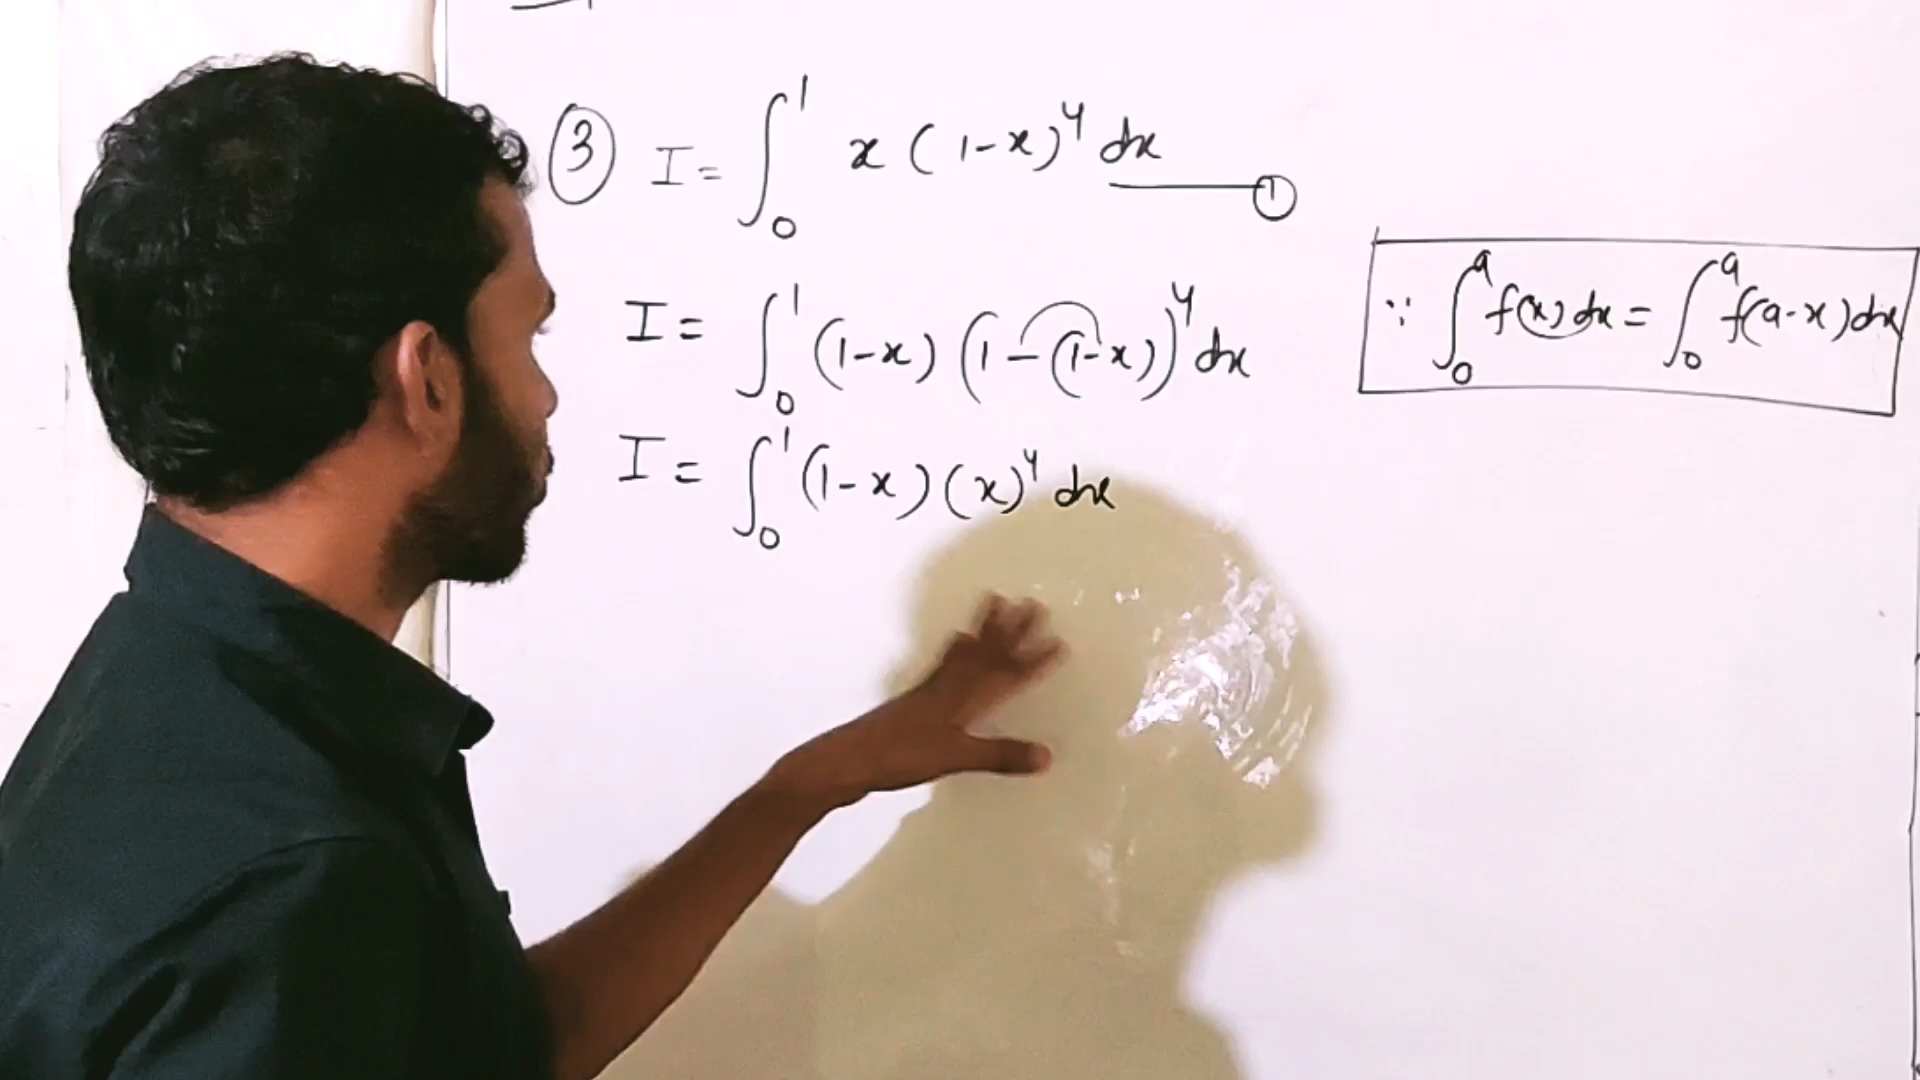 ③ I = ∫₀¹ x (1-x)⁴ dx ——①
I = ∫₀¹ (1-x) (1-(1-x))⁴ dx
∵ ∫₀ᵃ f(x) dx = ∫₀ᵃ f(a-x) dx
I = ∫₀¹ (1-x) (x)⁴ dx